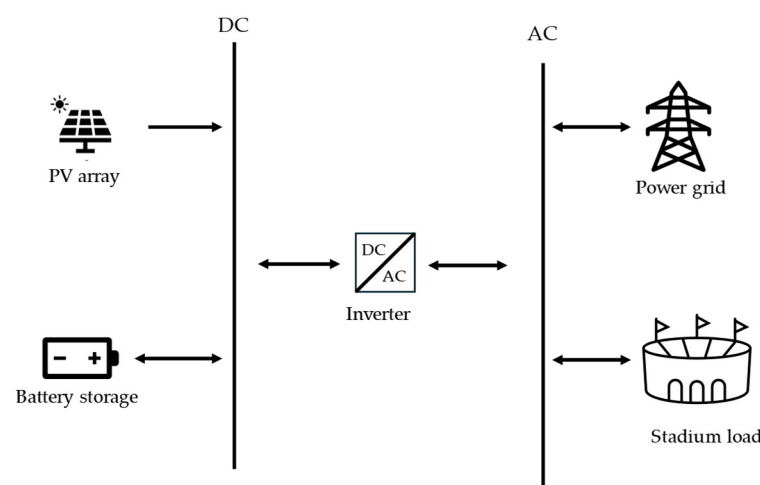 DC
AC
PV array
Power grid
DC
AC
Inverter
Battery storage
Stadium load